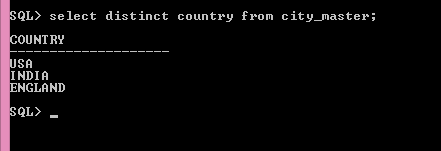 SQL> select distinct country from city_master;
COUNTRY
--------------------
USA
INDIA
ENGLAND
SQL> _